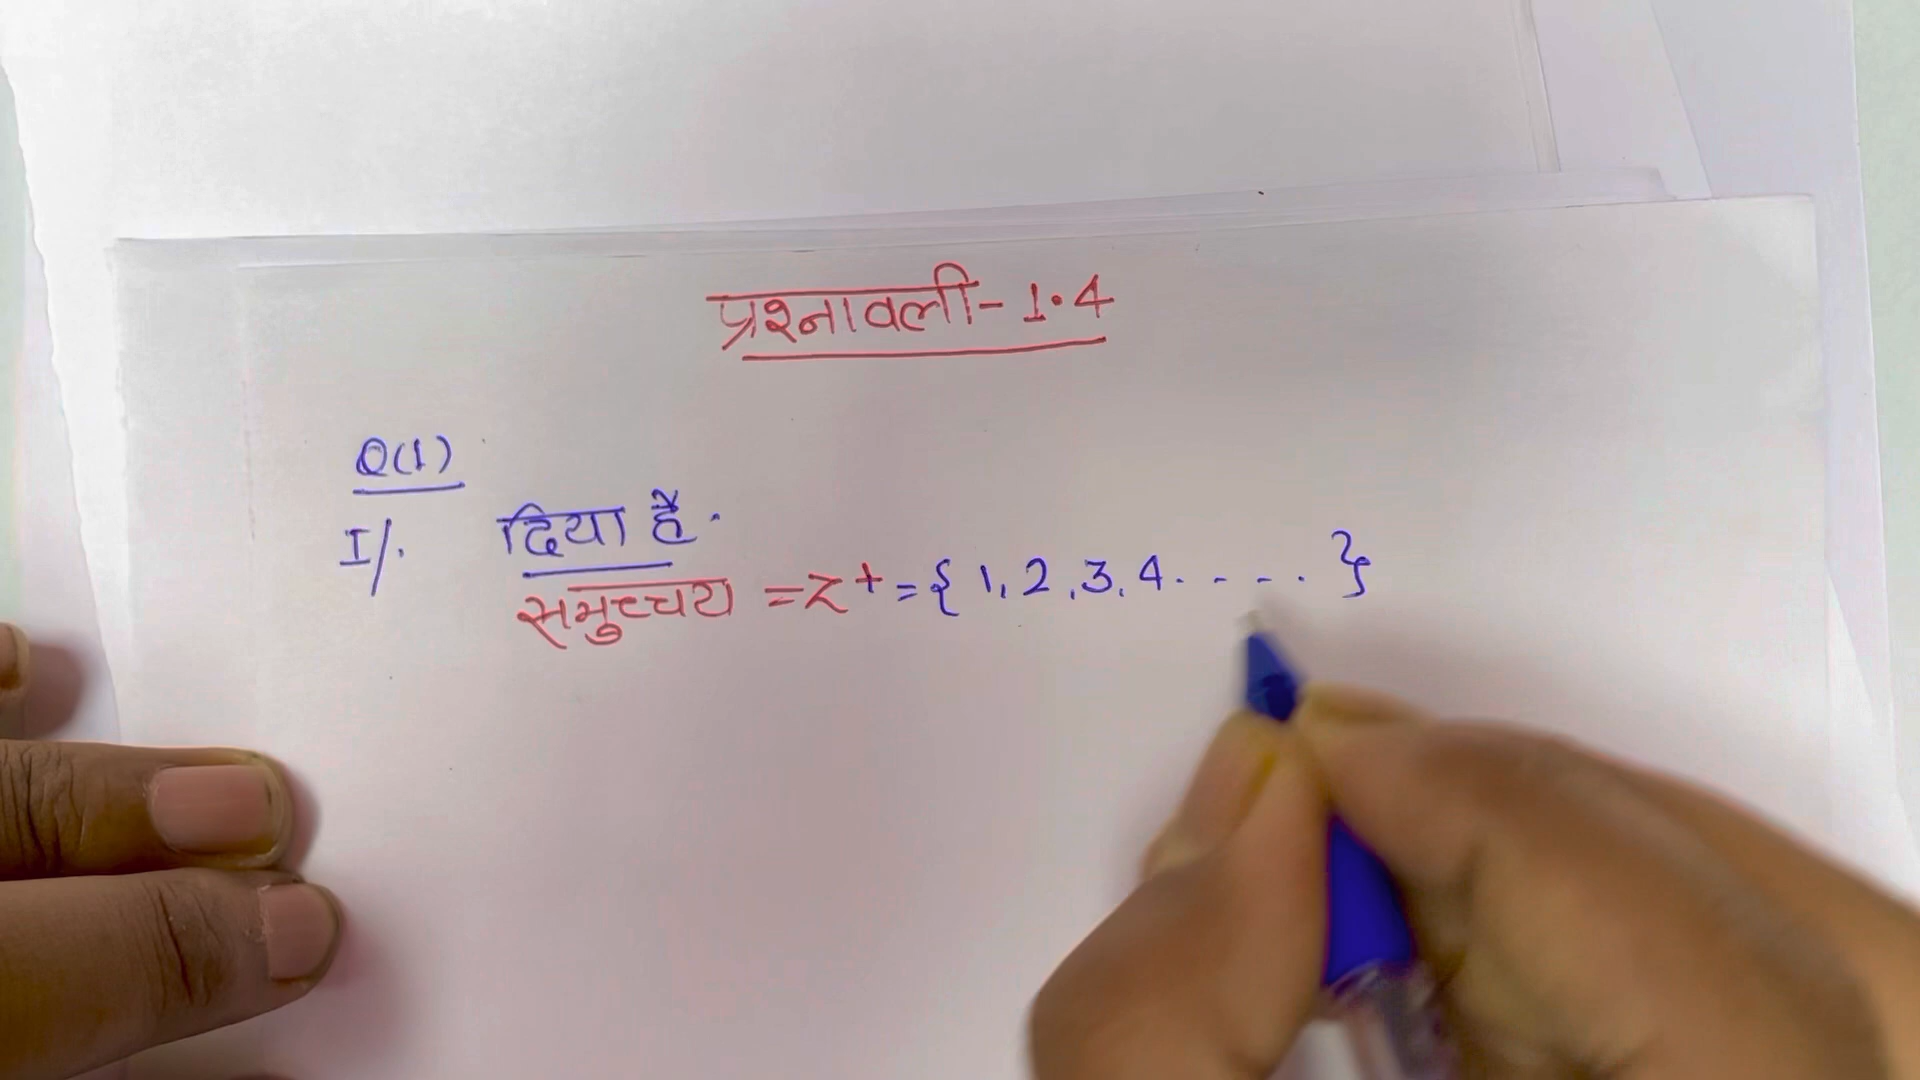 प्रश्नावली- 1.4
Q(1)
I/. दिया है.
समुच्चय = Z+ = { 1, 2, 3, 4. - - . }